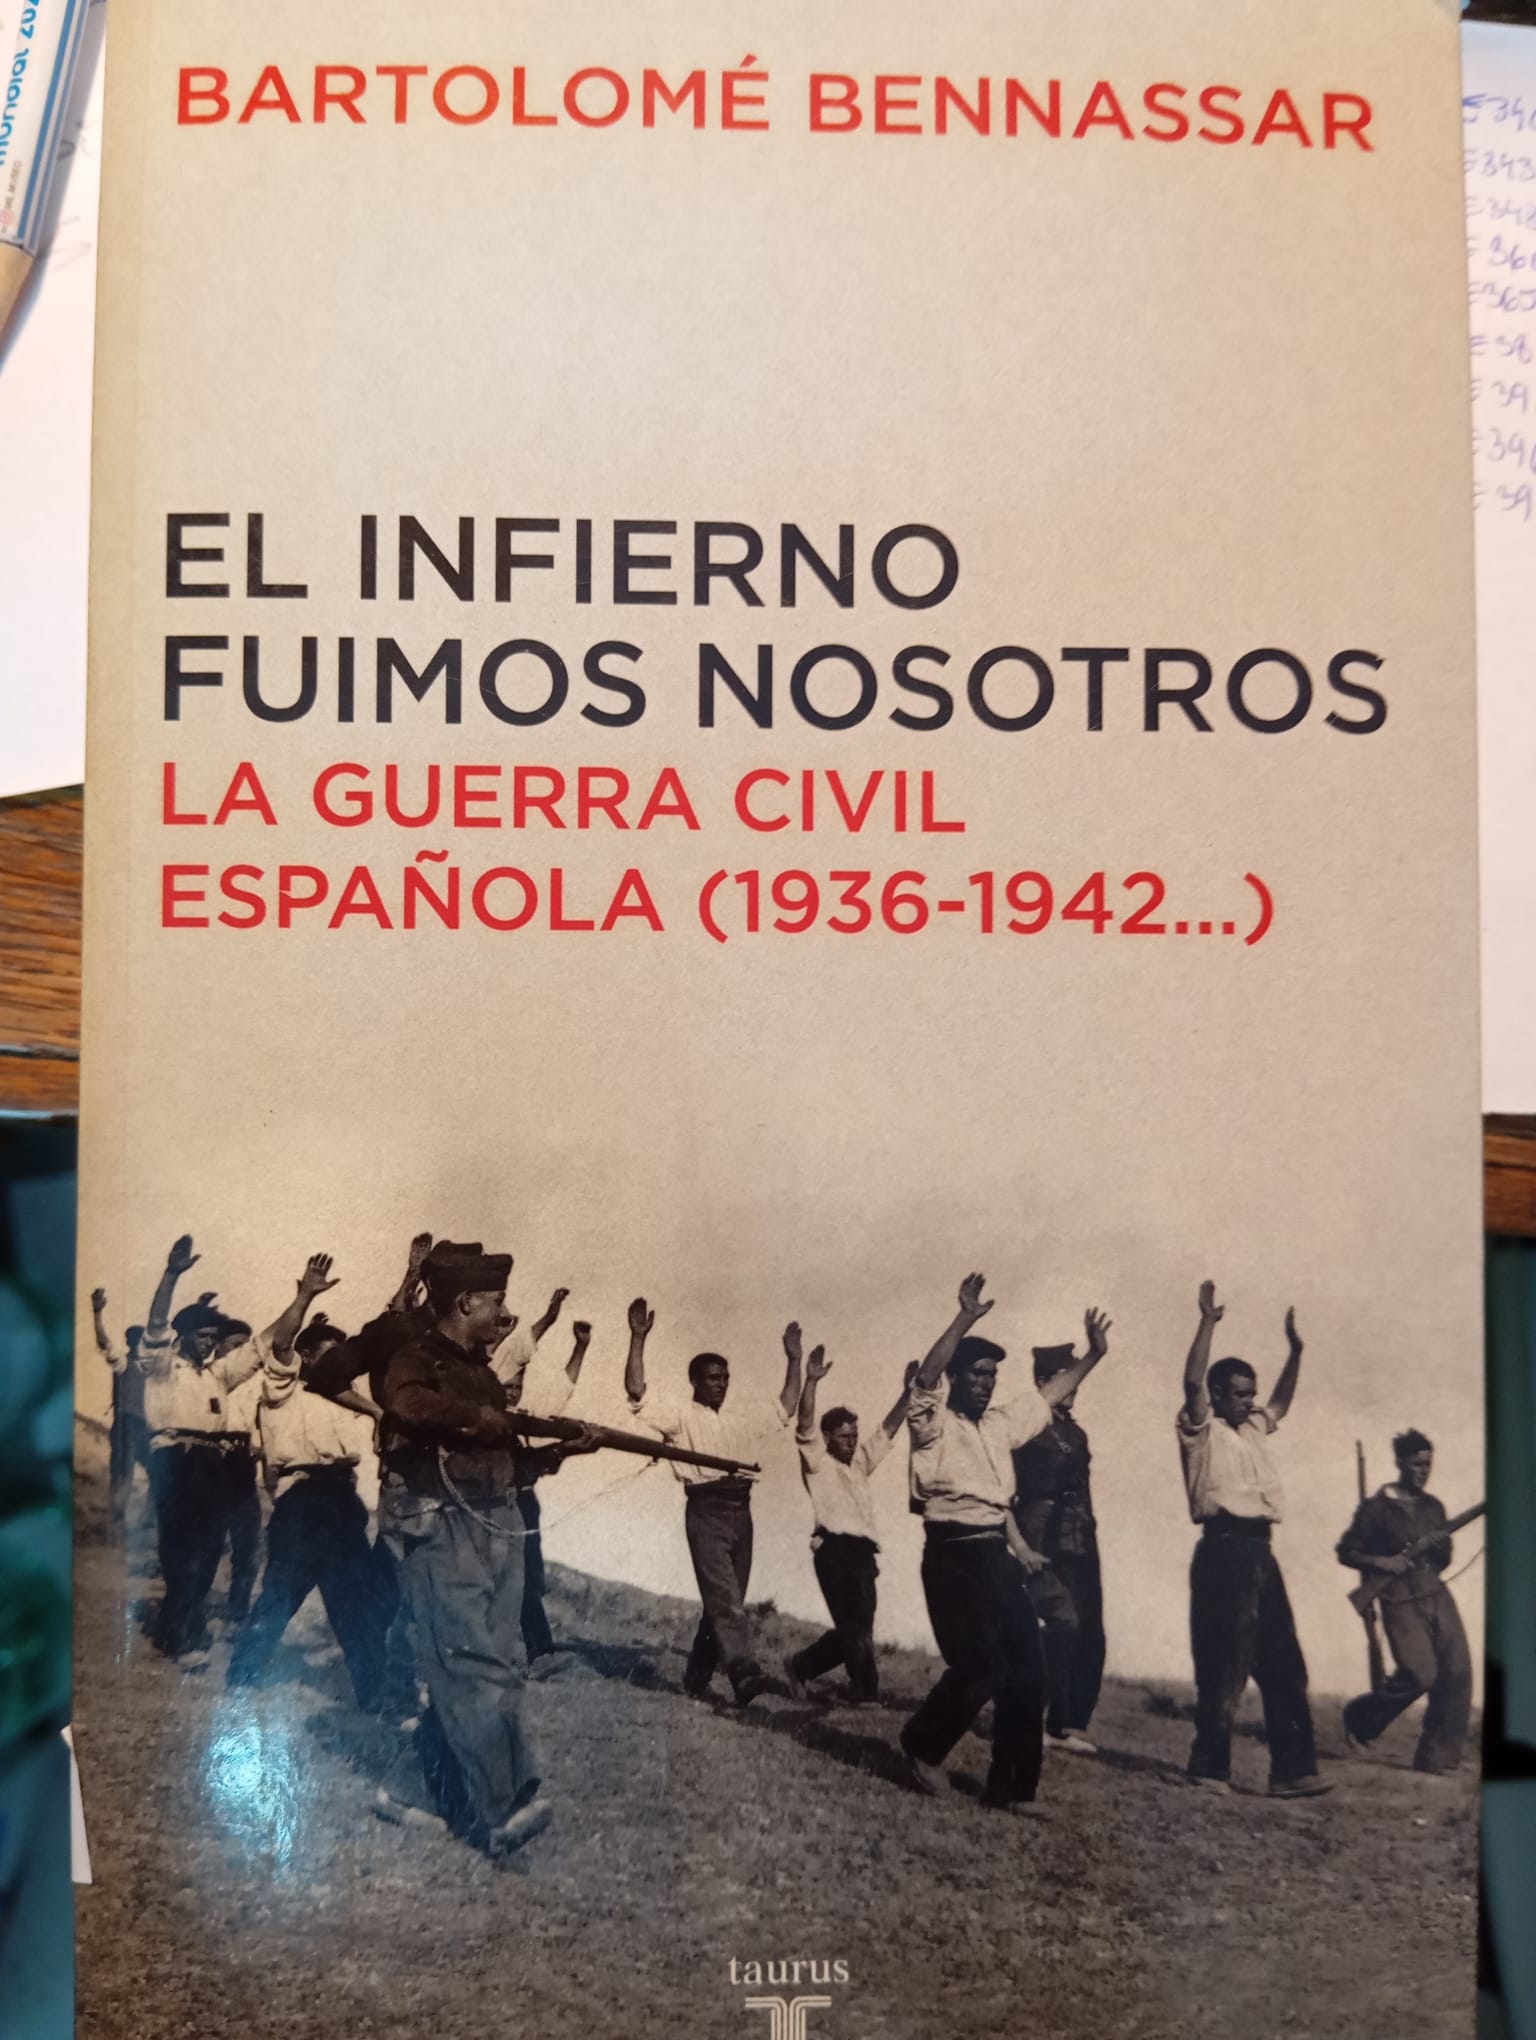 BARTOLOMÉ BENNASSAR
EL INFIERNO
FUIMOS NOSOTROS
LA GUERRA CIVIL
ESPAÑOLA (1936-1942...)
taurus